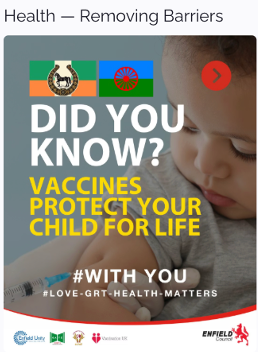 Health — Removing Barriers
DID YOU
KNOW?
VACCINES
PROTECT YOUR
CHILD FOR LIFE
#WITH YOU
#LOVE-GRT-HEALTH-MATTERS
ENFIELD
Council